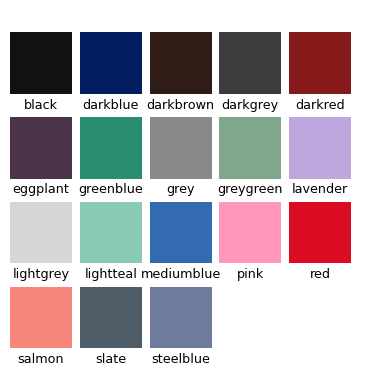 black darkblue darkbrown darkgrey darkred
eggplant greenblue grey greygreen lavender
lightgrey lightteal mediumblue pink red
salmon slate steelblue